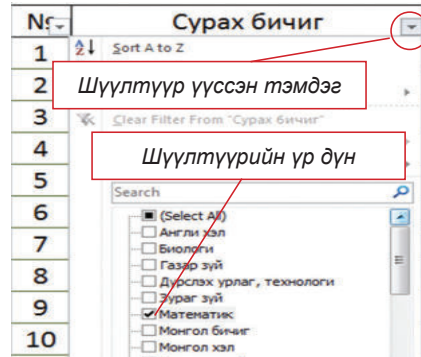 № Сурах бичиг
1 Sort A to Z
2 Шүүлтүүр үүссэн тэмдэг
3 Clear Filter From "Сурах бичиг"
4 Шүүлтүүрийн үр дүн
5 Search
6 (Select All)
Англи хэл
7 Биологи
Газар зүй
8 Дүрслэх урлаг, технологи
Зураг зүй
9 Математик
Монгол бичиг
10 Монгол хэл